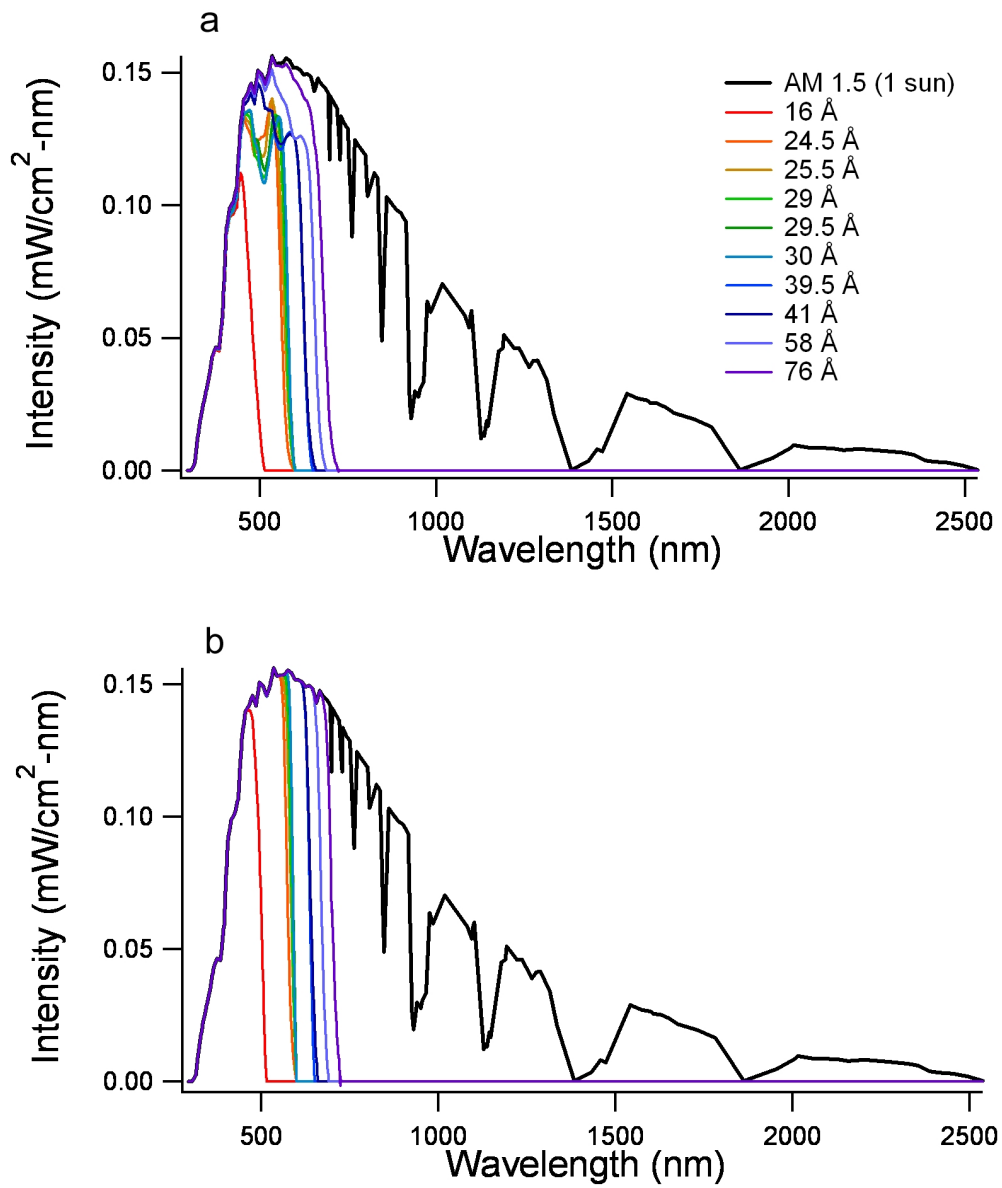 a
Intensity (mW/cm²-nm)
0.15
0.10
0.05
0.00
AM 1.5 (1 sun)
16 Å
24.5 Å
25.5 Å
29 Å
29.5 Å
30 Å
39.5 Å
41 Å
58 Å
76 Å
500 1000 1500 2000 2500
Wavelength (nm)
b
Intensity (mW/cm²-nm)
0.15
0.10
0.05
0.00
500 1000 1500 2000 2500
Wavelength (nm)